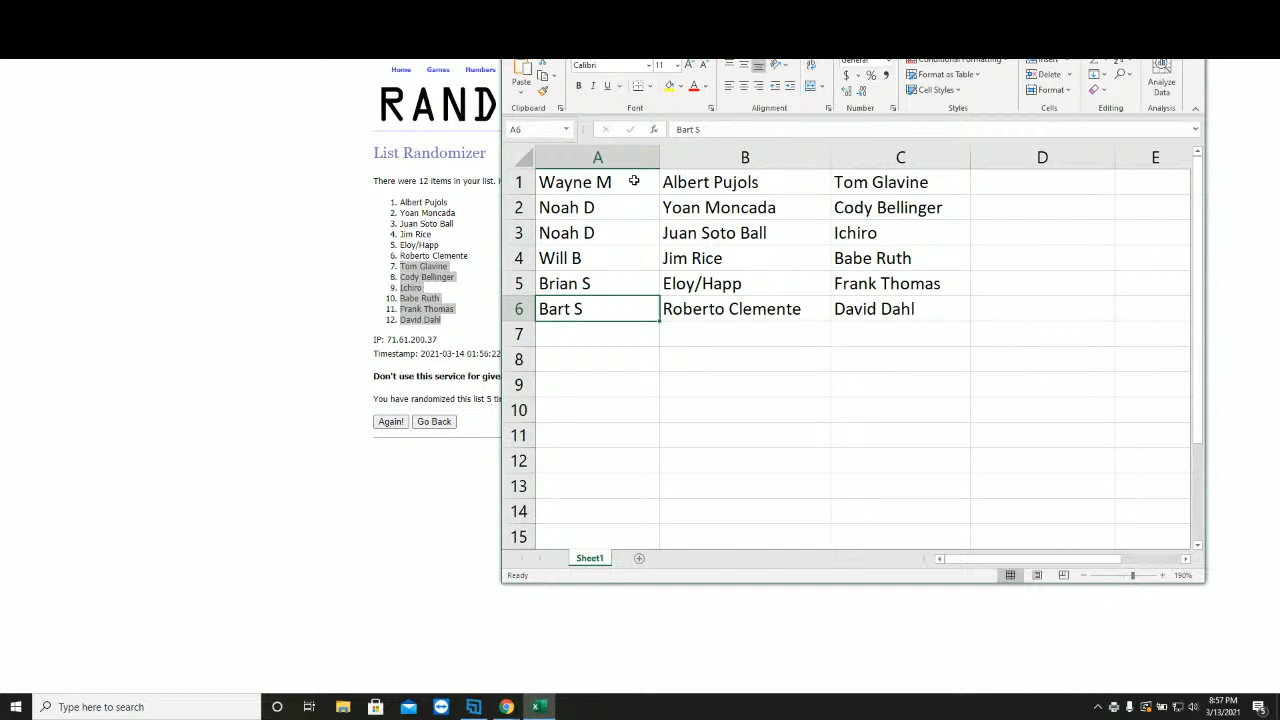 Home Games Numbers
RAND
List Randomizer
There were 12 items in your list.
1. Albert Pujols
2. Yoan Moncada
3. Juan Soto Ball
4. Jim Rice
5. Eloy/Happ
6. Roberto Clemente
7. Tom Glavine
8. Cody Bellinger
9. Ichiro
10. Babe Ruth
11. Frank Thomas
12. David Dahl
IP: 71.61.200.37
Timestamp: 2021-03-14 01:56:22
Don't use this service for give
You have randomized this list 5
Again! Go Back
Calibri 11
Paste
B I U
General
$ % ,
Conditional Formatting
Format as Table
Cell Styles
Insert
Delete
Format
Analyze
Data
Clipboard Font Alignment Number Styles Cells Editing Analysis
A6 fx Bart S
A B C D E
1 Wayne M Albert Pujols Tom Glavine
2 Noah D Yoan Moncada Cody Bellinger
3 Noah D Juan Soto Ball Ichiro
4 Will B Jim Rice Babe Ruth
5 Brian S Eloy/Happ Frank Thomas
6 Bart S Roberto Clemente David Dahl
7
8
9
10
11
12
13
14
15
Sheet1
Ready 190%
Type here to search
8:57 PM
3/13/2021
5